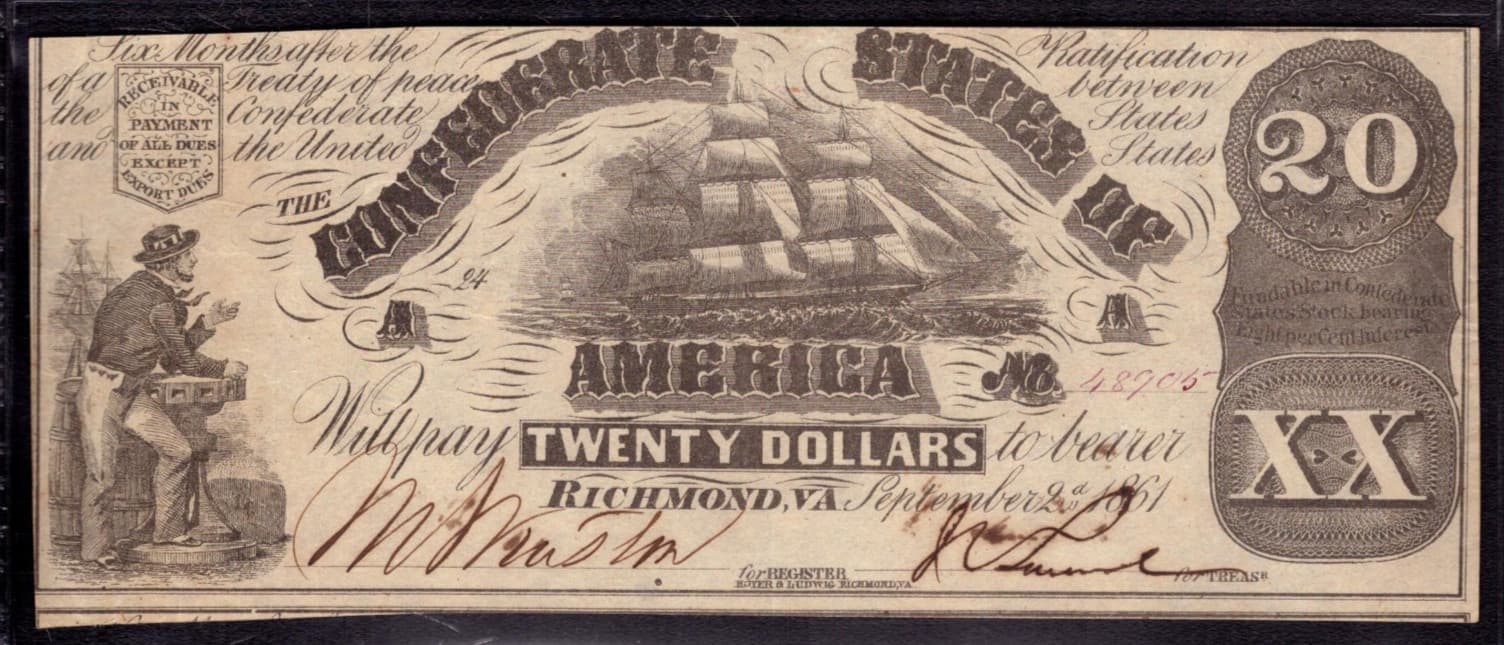 Six Months after the Ratification
of a Treaty of peace between
the Confederate States
and the United States
RECEIVABLE
IN
PAYMENT
OF ALL DUES
EXCEPT
EXPORT DUES
THE CONFEDERATE STATES OF
AMERICA
20
24
A
A
No. 48905
Fundable in Confederate
States Stock bearing
Eight per Cent Interest
XX
Will pay TWENTY DOLLARS to bearer
RICHMOND, VA September 2d 1861
for REGISTER
for TREASR
HOYER & LUDWIG RICHMOND, VA.